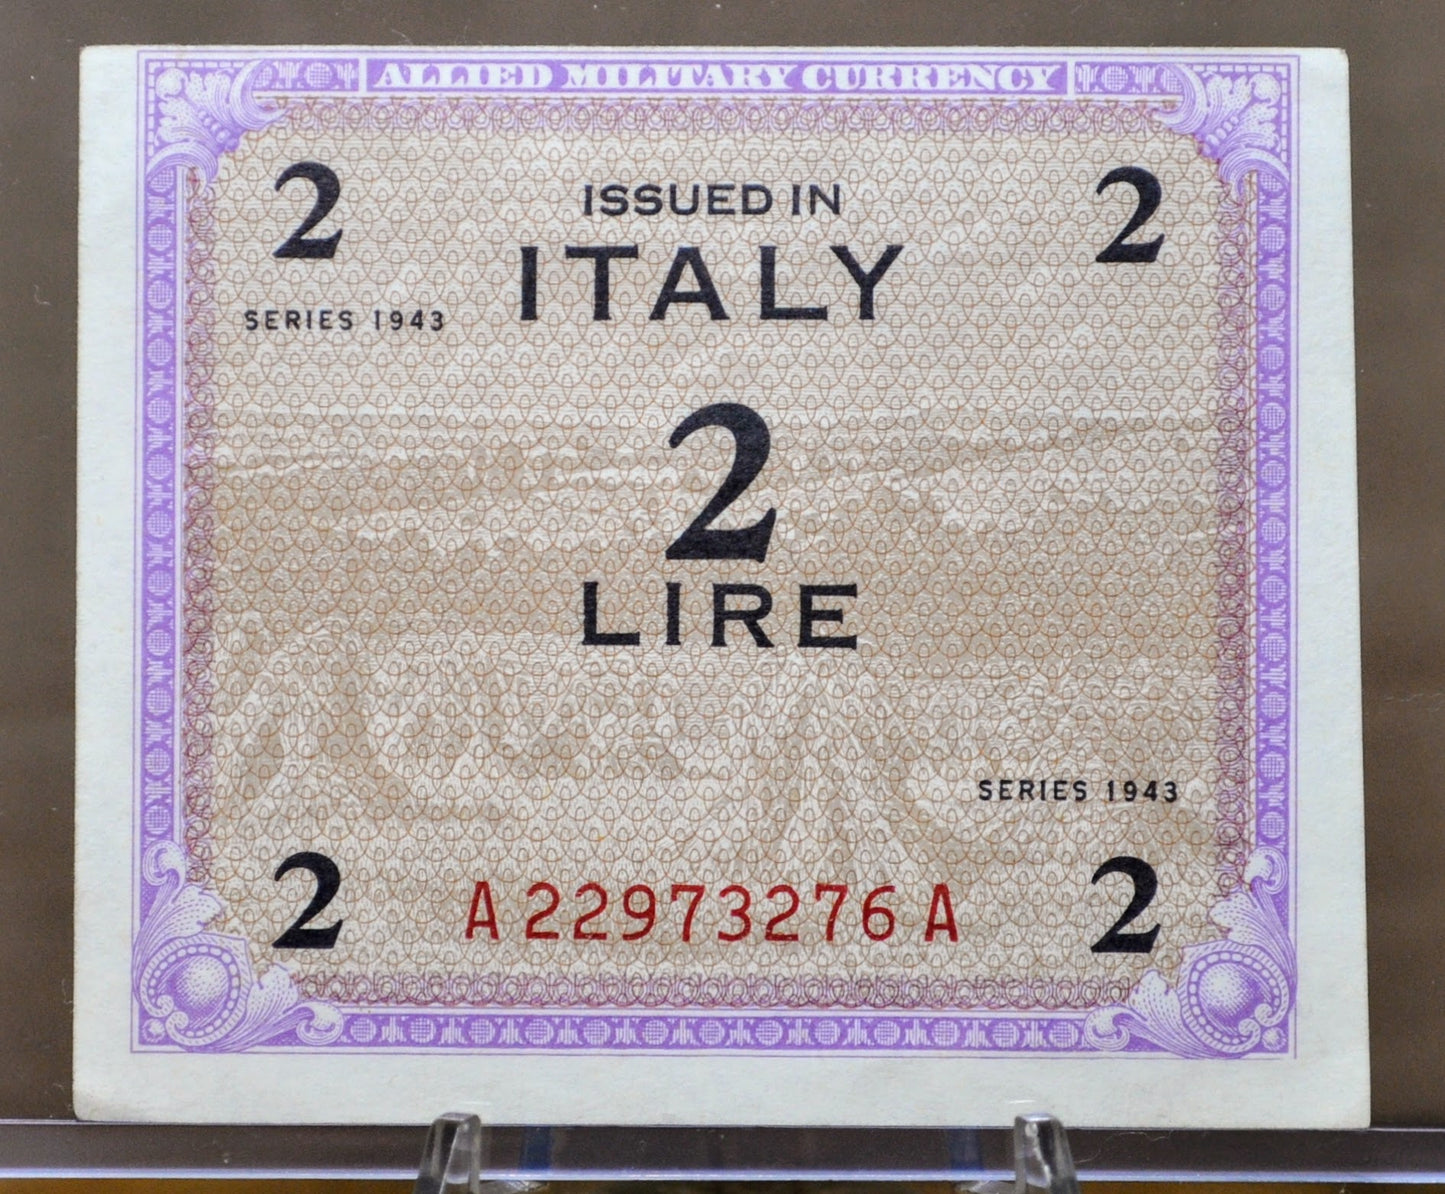 ALLIED MILITARY CURRENCY
2 ISSUED IN 2
ITALY
SERIES 1943
2
LIRE
SERIES 1943
2 A22973276A 2